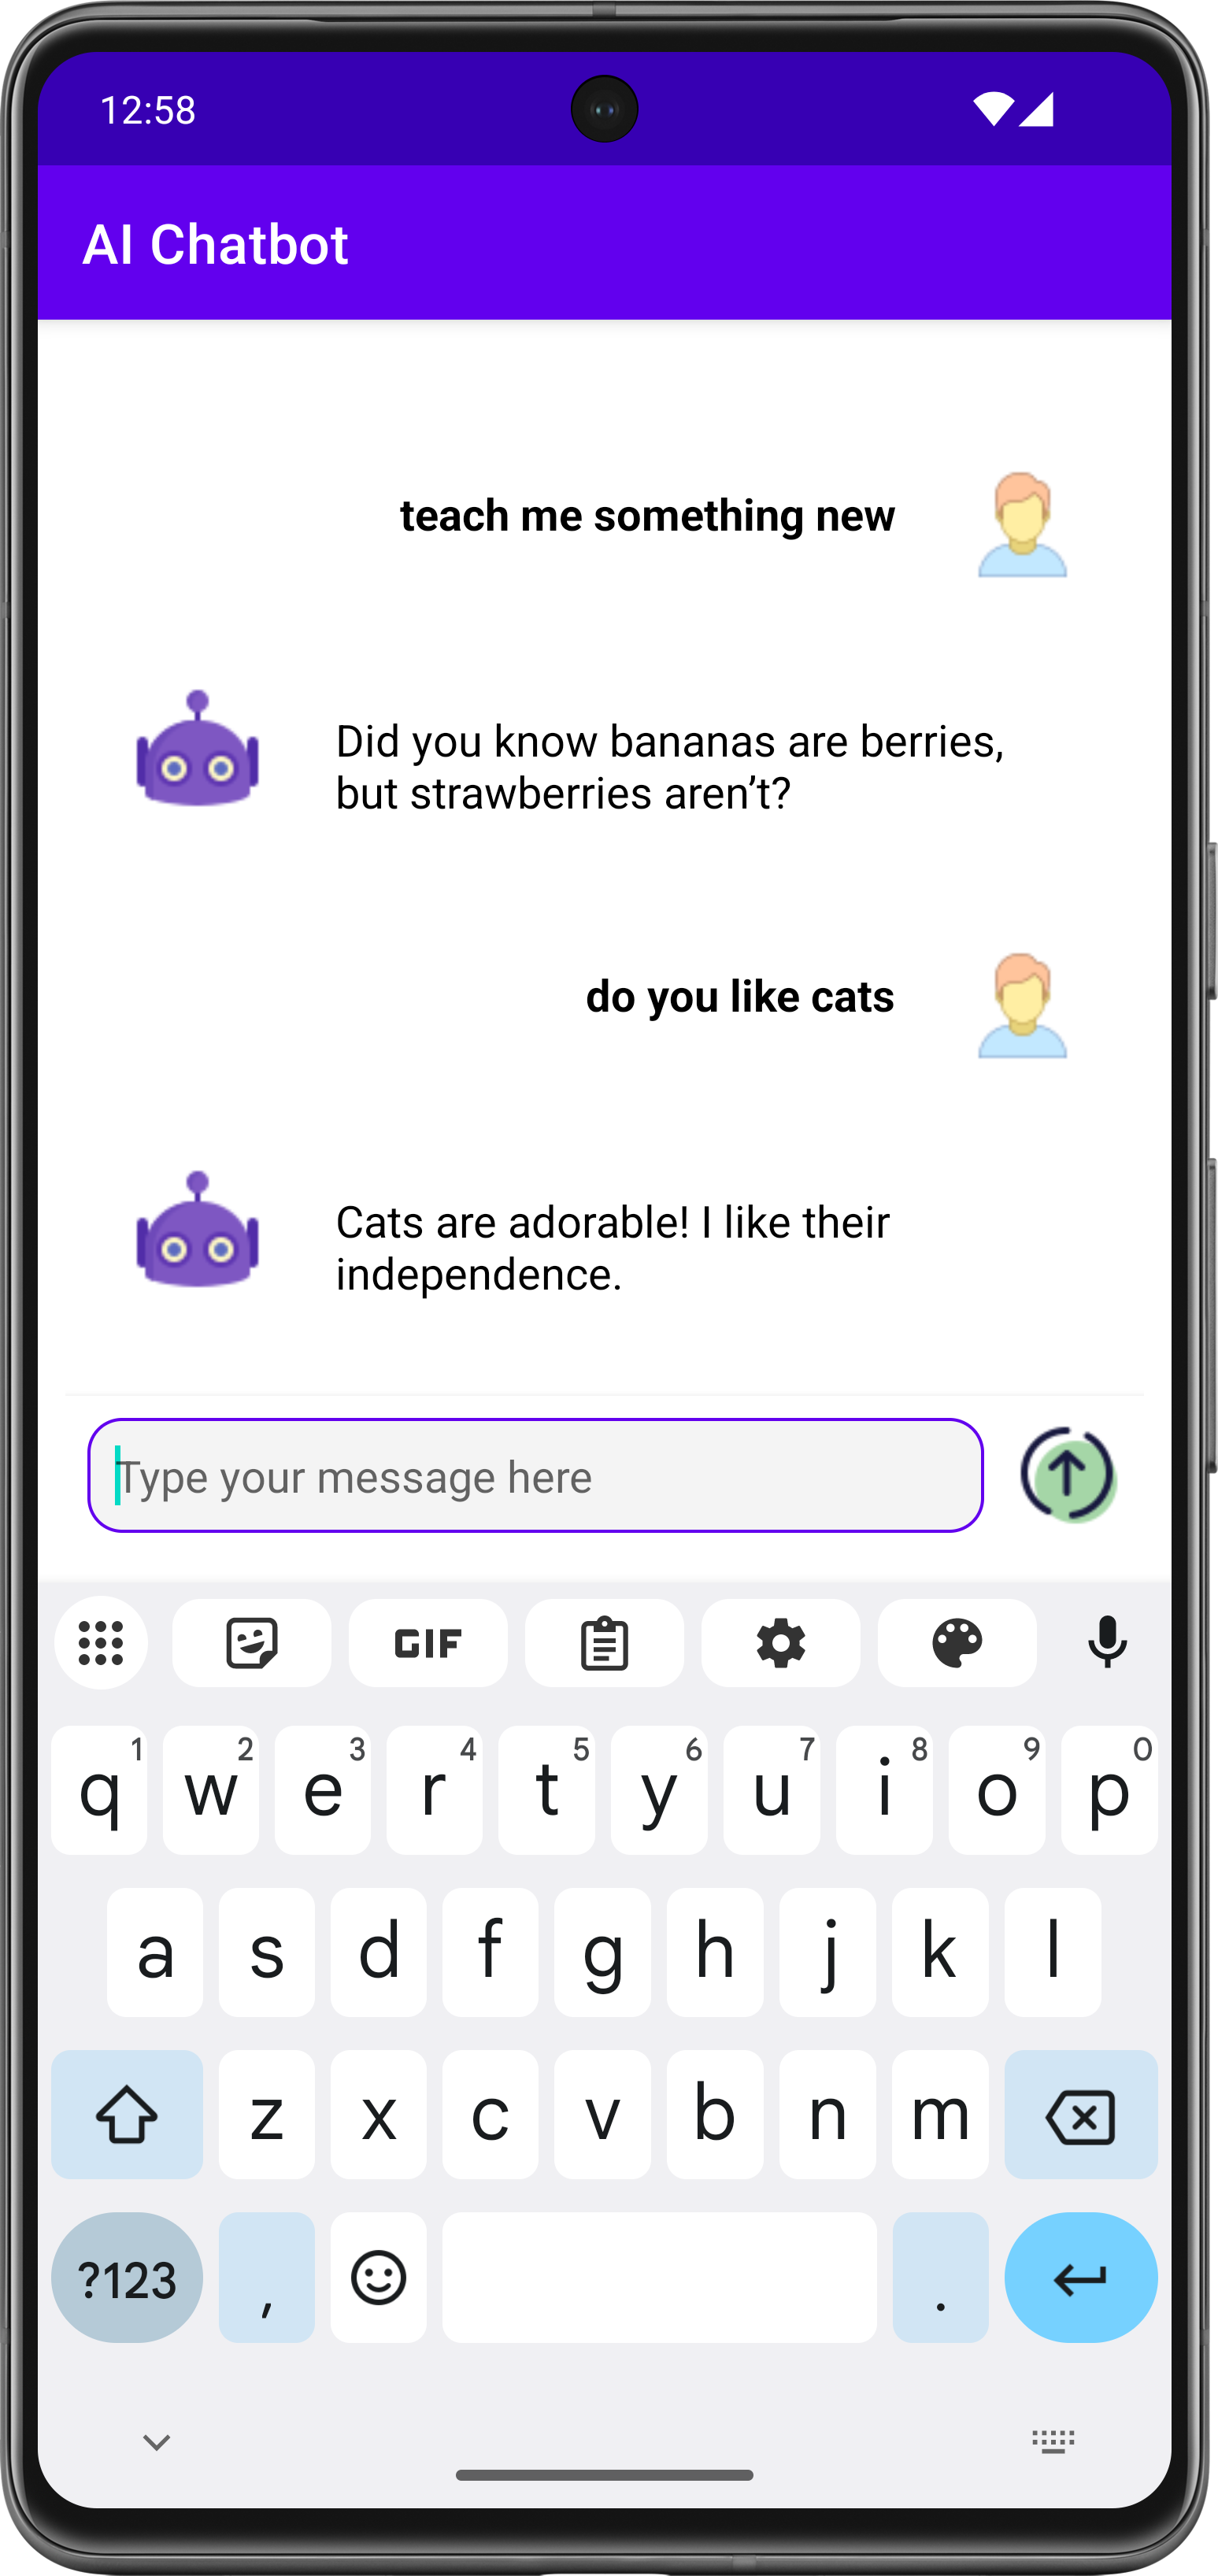 12:58
AI Chatbot
teach me something new
Did you know bananas are berries,
but strawberries aren’t?
do you like cats
Cats are adorable! I like their
independence.
Type your message here
GIF
1 2 3 4 5 6 7 8 9 0
q w e r t y u i o p
a s d f g h j k l
z x c v b n m
?123 , .